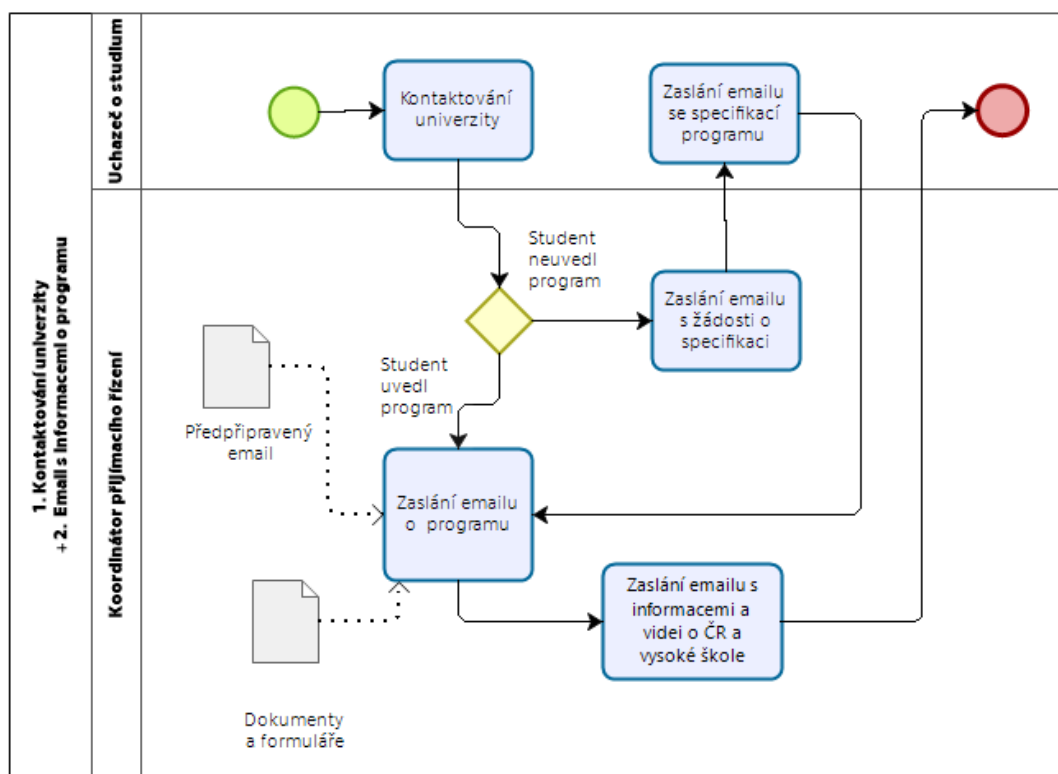 1. Kontaktování univerzity
+ 2. Email s informacemi o programu
Uchazeč o studium
Kontaktování
univerzity
Zaslání emailu
se specifikací
programu
Koordinátor přijímacího řízení
Student
neuvedl
program
Zaslání emailu
s žádosti o
specifikaci
Student
uvedl
program
Předpřipravený
email
Zaslání emailu
o programu
Zaslání emailu s
informacemi a
videi o ČR a
vysoké škole
Dokumenty
a formuláře